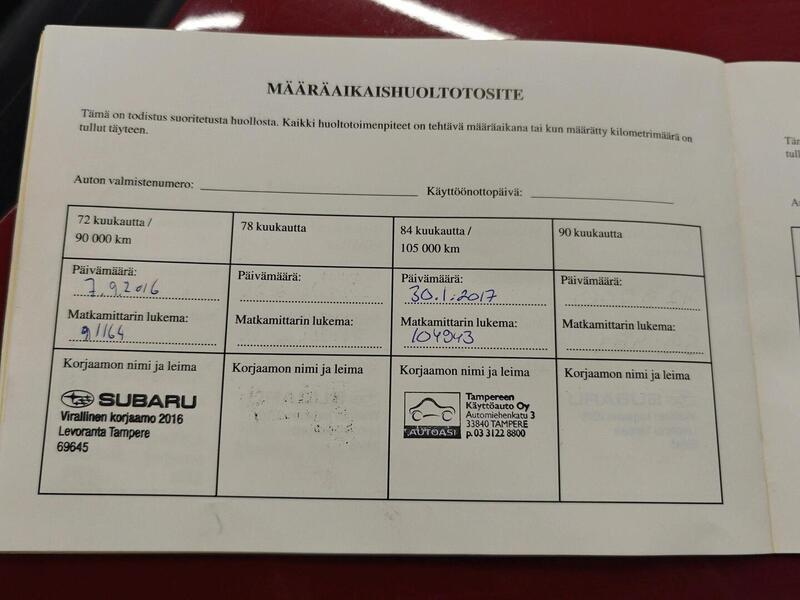 MÄÄRÄAIKAISHUOLTOTOSITE
Tämä on todistus suoritetusta huollosta. Kaikki huoltotoimenpiteet on tehtävä määräaikana tai kun määrätty kilometrimäärä on
tullut täyteen.
Auton valmistenumero:
Käyttöönottopäivä:
72 kuukautta /
90 000 km
78 kuukautta
84 kuukautta /
105 000 km
90 kuukautta
Päivämäärä:
7.9.2016
Päivämäärä:
Päivämäärä:
30.1.2017
Päivämäärä:
Matkamittarin lukema:
91164
Matkamittarin lukema:
Matkamittarin lukema:
104943
Matkamittarin lukema:
Korjaamon nimi ja leima
SUBARU
Virallinen korjaamo 2016
Levoranta Tampere
69645
Korjaamon nimi ja leima
Korjaamon nimi ja leima
AUTOASI
Tampereen
Käyttöauto Oy
Automiehenkatu 3
33840 TAMPERE
p. 03 3122 8800
Korjaamon nimi ja leima